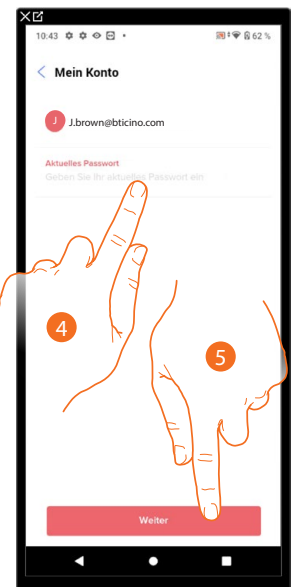 10:43 62 %
Mein Konto
J J.brown@bticino.com
Aktuelles Passwort
Geben Sie ihr aktuelles Passwort ein
4
5
Weiter